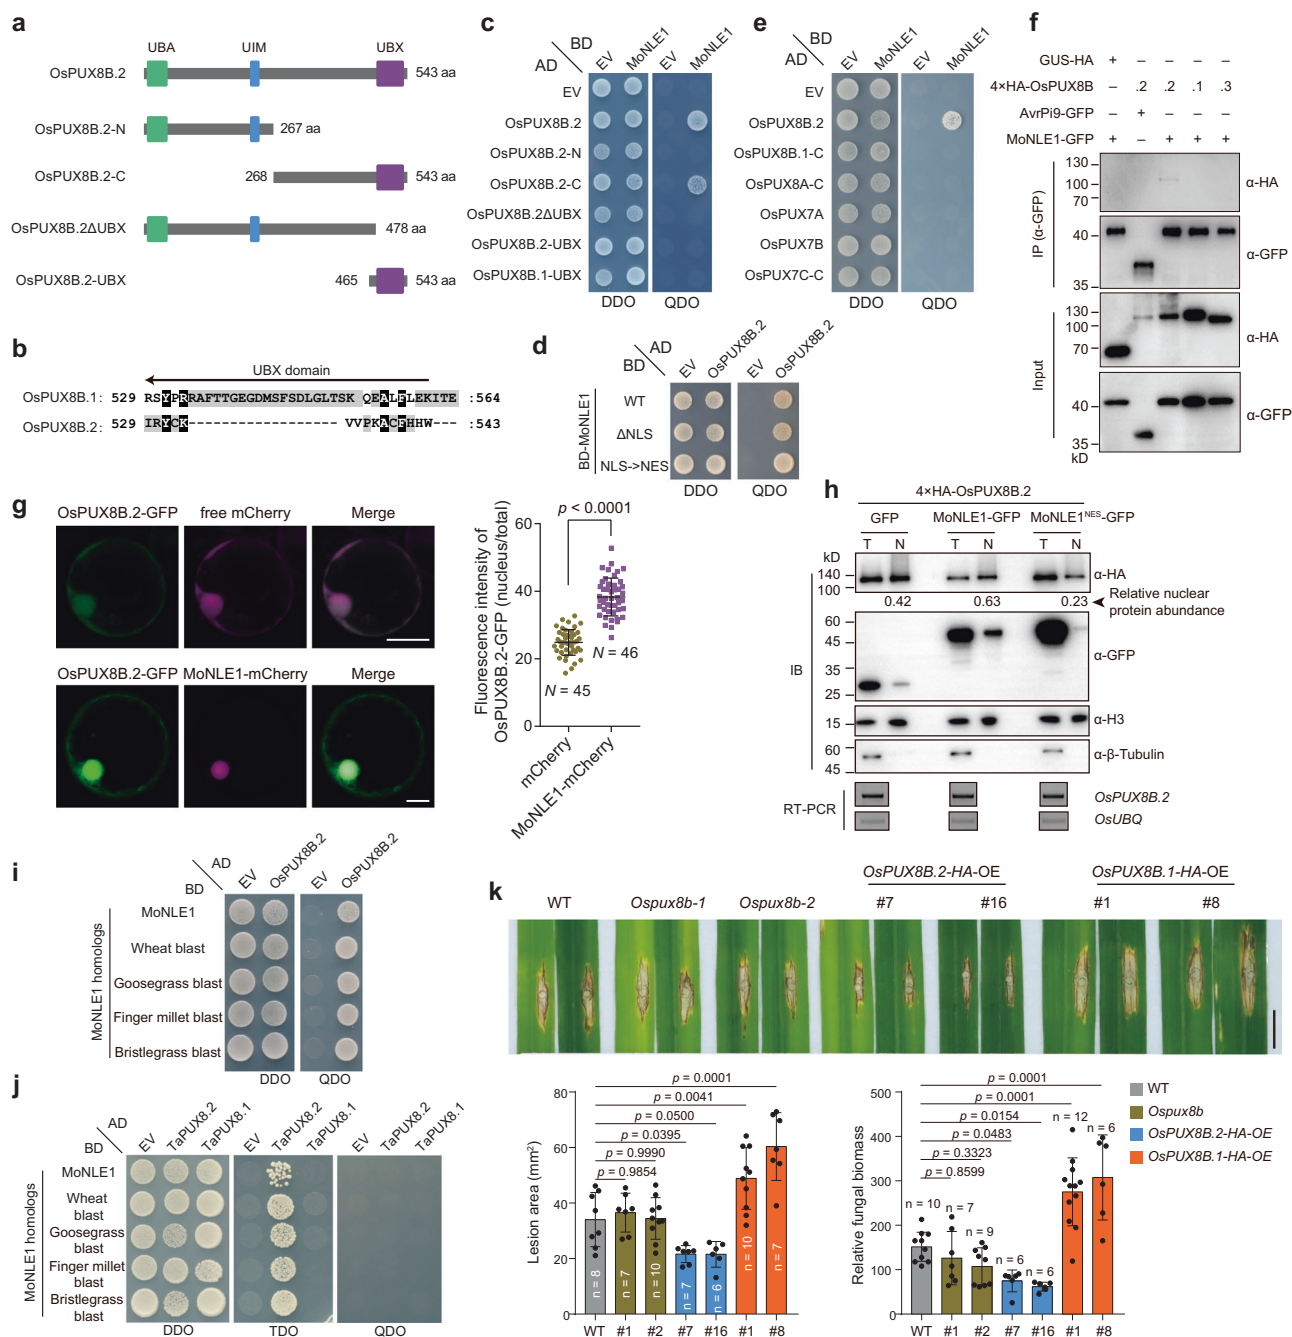 a
UBA
UIM
UBX
OsPUX8B.2
543 aa
OsPUX8B.2-N
267 aa
OsPUX8B.2-C
268
543 aa
OsPUX8B.2ΔUBX
478 aa
OsPUX8B.2-UBX
465
543 aa
b
UBX domain
OsPUX8B.1: 529 RSYPRRAFTTGEGDMSFSDLGLTSK QEALFLEKITE :564
OsPUX8B.2: 529 IRYCK--------------------VVPKACFHHW---- :543
c
BD
AD
EV
MoNLE1
EV
MoNLE1
EV
OsPUX8B.2
OsPUX8B.2-N
OsPUX8B.2-C
OsPUX8B.2ΔUBX
OsPUX8B.2-UBX
OsPUX8B.1-UBX
DDO
QDO
d
AD
BD
EV
OsPUX8B.2
EV
OsPUX8B.2
BD-MoNLE1
WT
ΔNLS
NLS->NES
DDO
QDO
e
BD
AD
EV
MoNLE1
EV
MoNLE1
EV
OsPUX8B.2
OsPUX8B.1-C
OsPUX8A-C
OsPUX7A
OsPUX7B
OsPUX7C-C
DDO
QDO
f
GUS-HA + – – – –
4×HA-OsPUX8B – .2 .2 .1 .3
AvrPi9-GFP – + – – –
MoNLE1-GFP + – + + +
IP (α-GFP)
130
100
70
α-HA
40
35
α-GFP
Input
130
100
70
α-HA
40
35
α-GFP
kD
g
OsPUX8B.2-GFP
free mCherry
Merge
OsPUX8B.2-GFP
MoNLE1-mCherry
Merge
Fluorescence intensity of
OsPUX8B.2-GFP (nucleus/total)
60
40
20
0
p < 0.0001
N = 45
N = 46
mCherry
MoNLE1-mCherry
h
4×HA-OsPUX8B.2
GFP
MoNLE1-GFP
MoNLE1NES-GFP
T N T N T N
kD
140
100
α-HA
0.42 0.63 0.23
Relative nuclear
protein abundance
IB
60
45
35
25
α-GFP
15
α-H3
60
45
α-β-Tubulin
RT-PCR
OsPUX8B.2
OsUBQ
i
AD
BD
EV
OsPUX8B.2
EV
OsPUX8B.2
MoNLE1 homologs
MoNLE1
Wheat blast
Goosegrass blast
Finger millet blast
Bristlegrass blast
DDO
QDO
j
AD
BD
EV
TaPUX8.2
TaPUX8.1
EV
TaPUX8.2
TaPUX8.1
EV
TaPUX8.2
TaPUX8.1
MoNLE1 homologs
MoNLE1
Wheat
blast
Goosegrass
blast
Finger millet
blast
Bristlegrass
blast
DDO
TDO
QDO
k
OsPUX8B.2-HA-OE
OsPUX8B.1-HA-OE
WT
Ospux8b-1
Ospux8b-2
#7
#16
#1
#8
Lesion area (mm2)
80
60
40
20
0
p = 0.0001
p = 0.0041
p = 0.0500
p = 0.0395
p = 0.9990
p = 0.9854
n = 8
n = 7
n = 10
n = 7
n = 6
n = 10
n = 7
WT #1 #2 #7 #16 #1 #8
Relative fungal biomass
500
400
300
200
100
0
p = 0.0001
p = 0.0001
p = 0.0154
p = 0.0483
p = 0.3323
p = 0.8599
n = 10
n = 7
n = 9
n = 6
n = 6
n = 12
n = 6
WT #1 #2 #7 #16 #1 #8
WT
Ospux8b
OsPUX8B.2-HA-OE
OsPUX8B.1-HA-OE